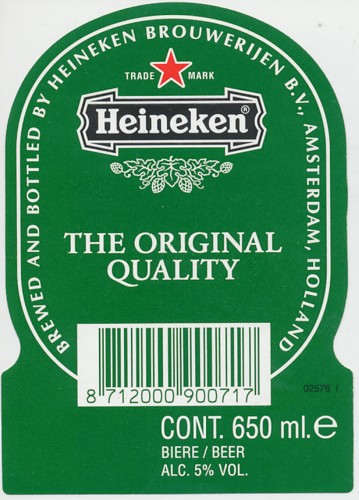 BREWED AND BOTTLED BY HEINEKEN BROUWERIJEN B.V., AMSTERDAM, HOLLAND
TRADE MARK
Heineken®
THE ORIGINAL
QUALITY
8 712000 900717
02576 I
CONT. 650 ml. e
BIERE / BEER
ALC. 5% VOL.